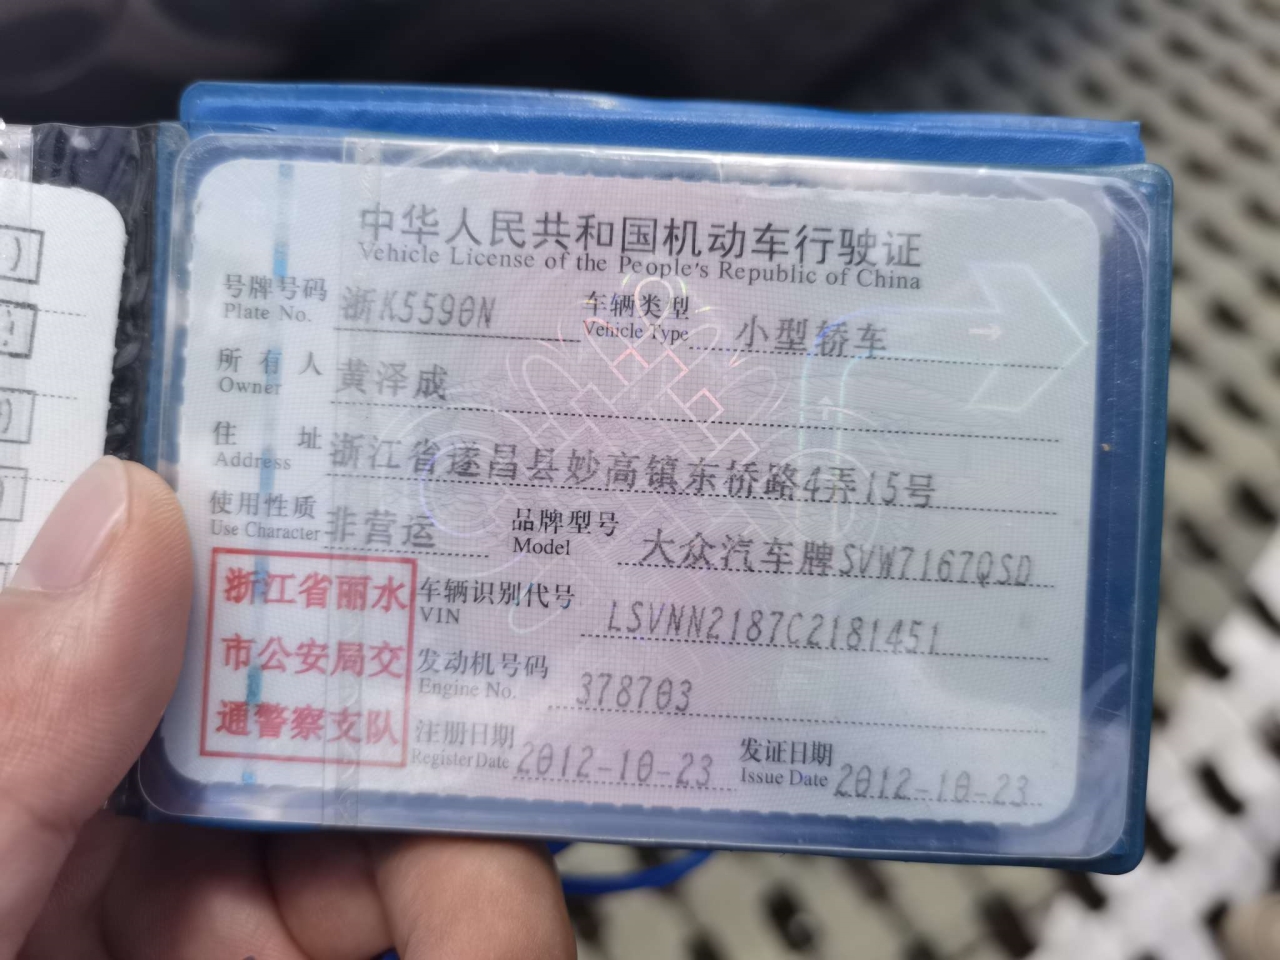 中华人民共和国机动车行驶证
Vehicle License of the People's Republic of China
号牌号码 浙K5590N 车辆类型 小型轿车
Plate No. Vehicle Type
所有人 黄泽成
Owner
住址 浙江省遂昌县妙高镇东桥路4弄15号
Address
使用性质 非营运 品牌型号 大众汽车牌SVW7167QSD
Use Character Model
浙江省丽水
市公安局交
通警察支队
车辆识别代号 LSVNN2187C2181451
VIN
发动机号码 378703
Engine No.
注册日期 2012-10-23 发证日期 2012-10-23
Register Date Issue Date